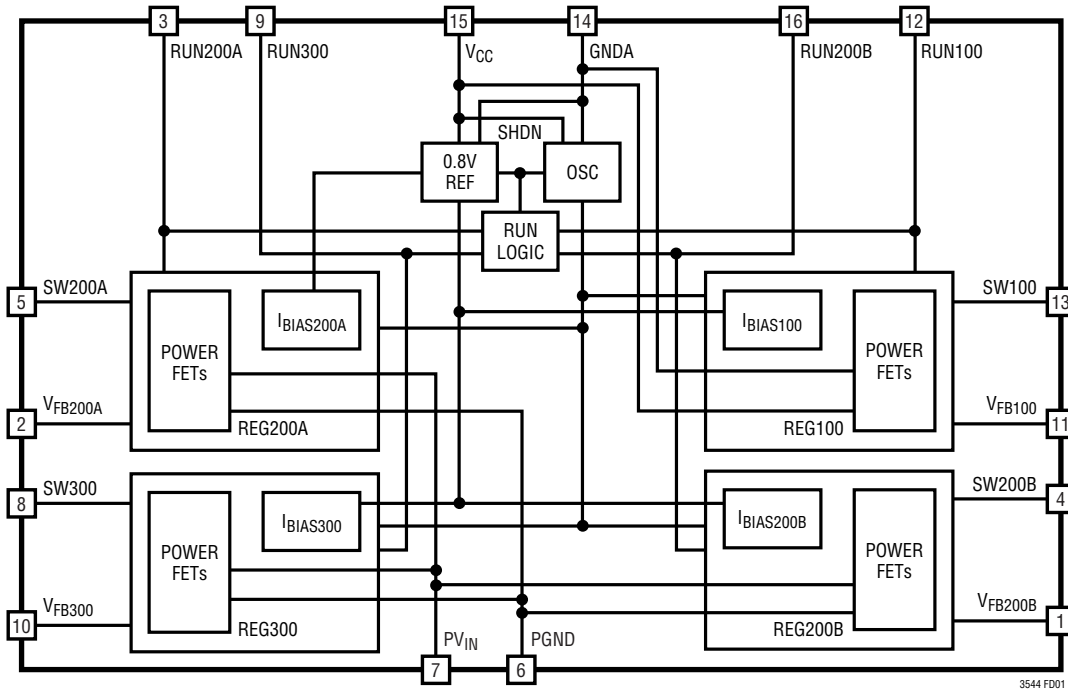 3
9
15
14
16
12
RUN200A
RUN300
VCC
GNDA
RUN200B
RUN100
SHDN
0.8V
REF
OSC
RUN
LOGIC
5
SW200A
POWER
FETs
IBIAS200A
2
VFB200A
REG200A
IBIAS100
POWER
FETs
SW100
13
REG100
VFB100
11
8
SW300
POWER
FETs
IBIAS300
10
VFB300
REG300
IBIAS200B
POWER
FETs
SW200B
4
REG200B
VFB200B
1
PVIN
PGND
7
6
3544 FD01